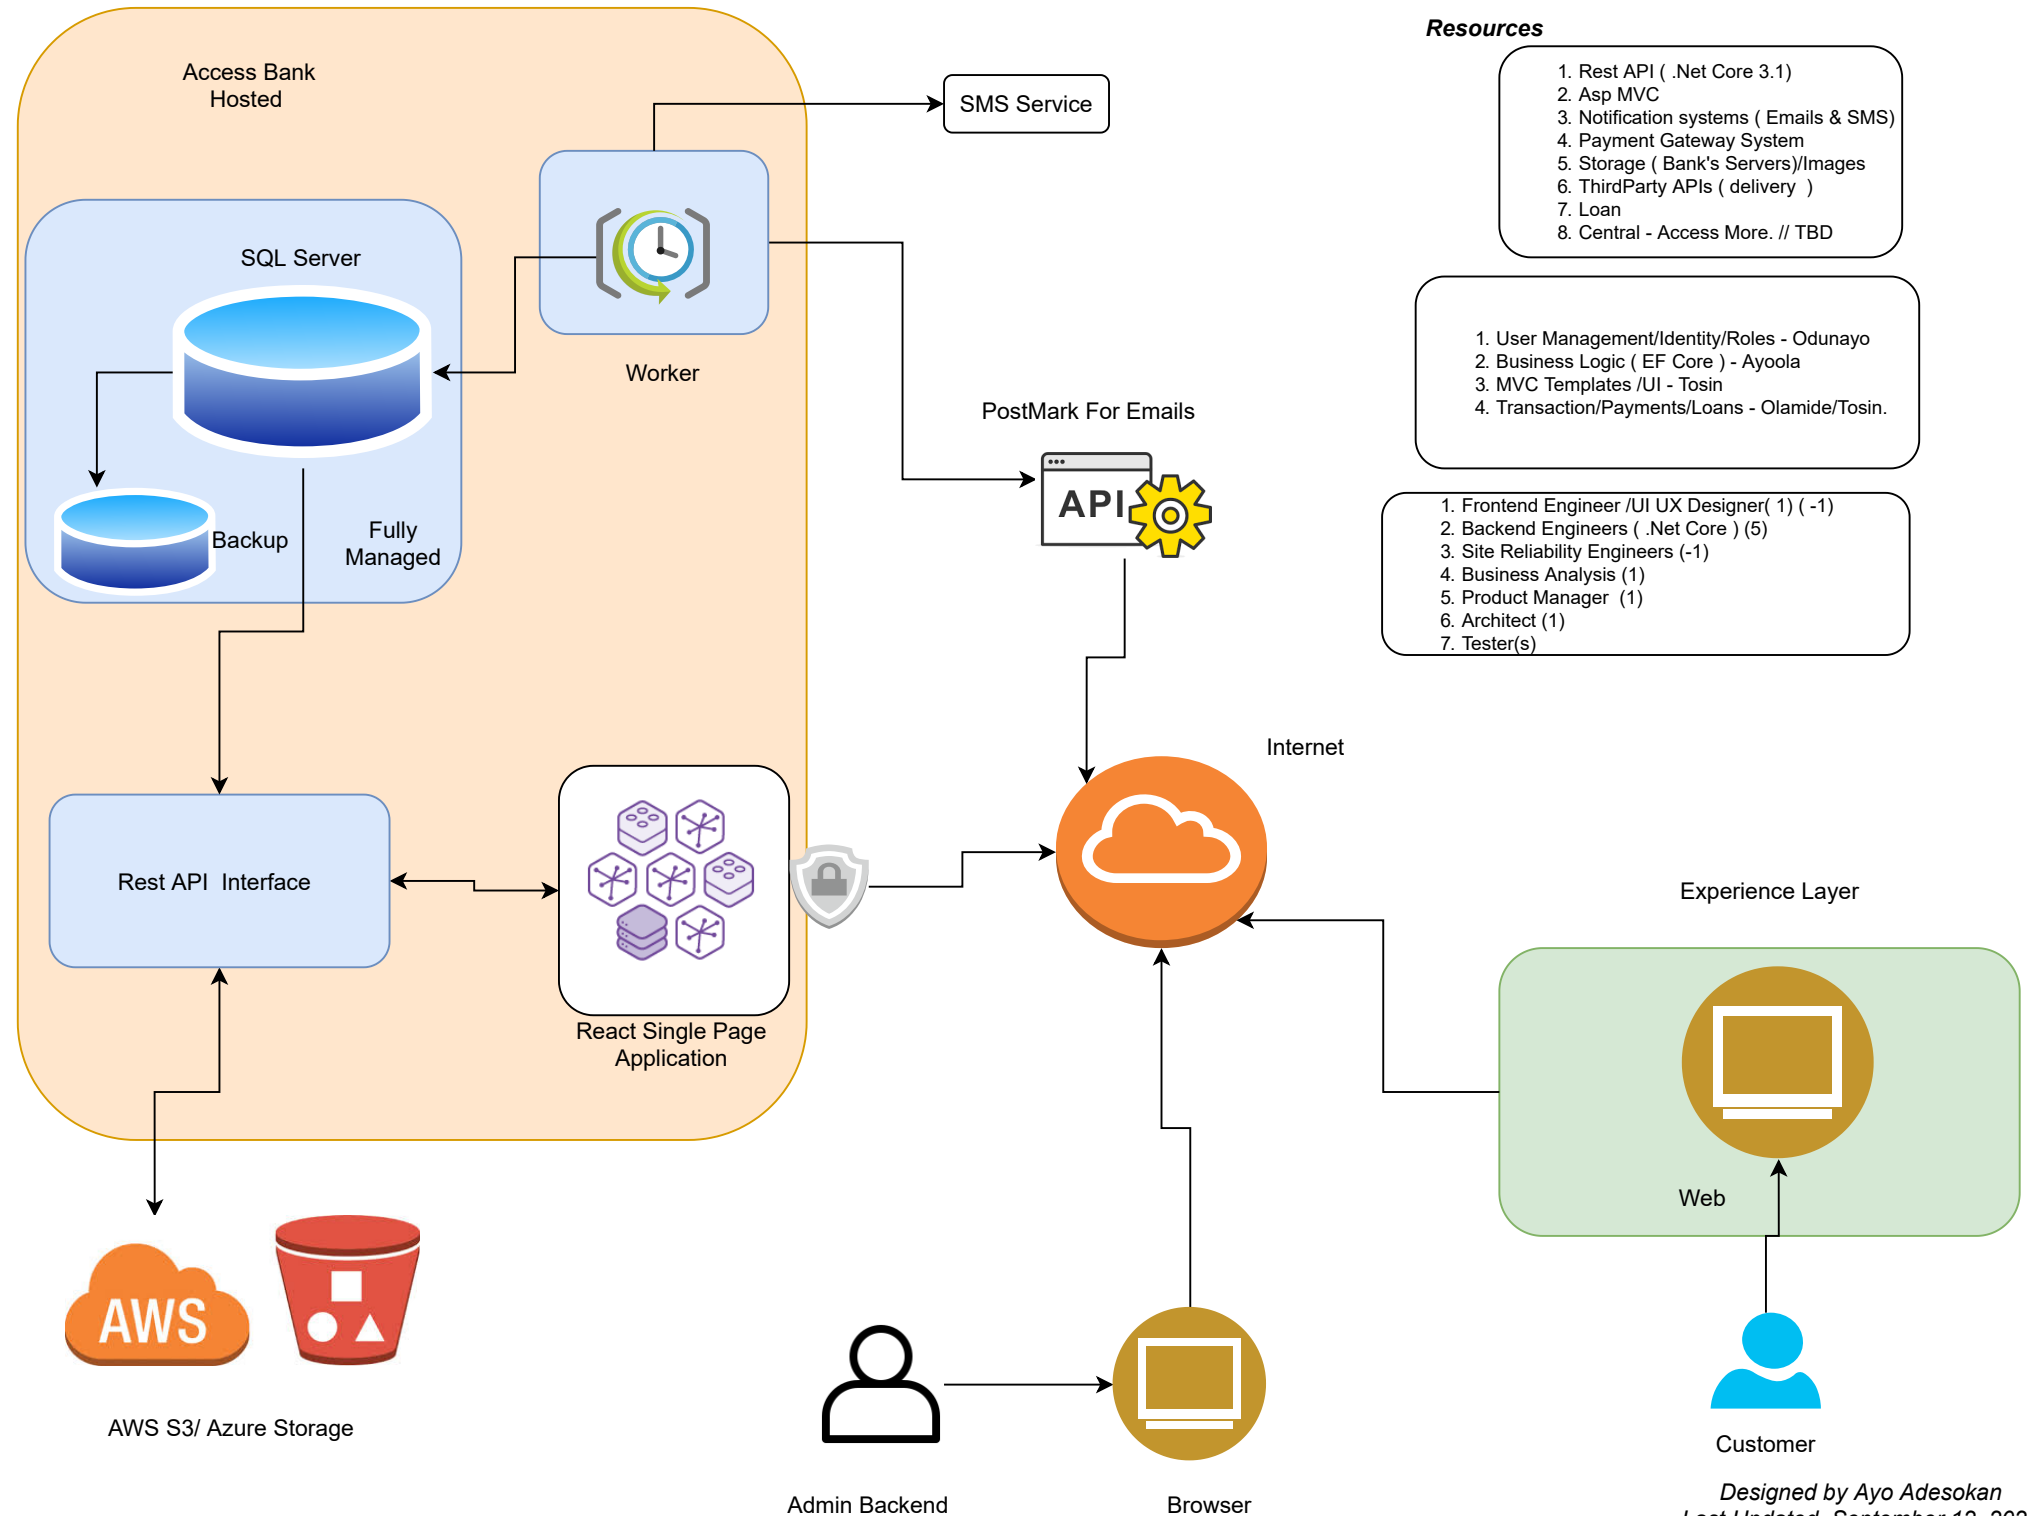 Resources
Access Bank
Hosted
1. Rest API ( .Net Core 3.1)
2. Asp MVC
3. Notification systems ( Emails & SMS)
4. Payment Gateway System
5. Storage ( Bank's Servers)/Images
6. ThirdParty APIs ( delivery  )
7. Loan
8. Central - Access More. // TBD
SMS Service
SQL Server
Worker
1. User Management/Identity/Roles - Odunayo
2. Business Logic ( EF Core ) - Ayoola
3. MVC Templates /UI - Tosin
4. Transaction/Payments/Loans - Olamide/Tosin.
PostMark For Emails
API
Backup
Fully
Managed
1. Frontend Engineer /UI UX Designer( 1) ( -1)
2. Backend Engineers ( .Net Core ) (5)
3. Site Reliability Engineers (-1)
4. Business Analysis (1)
5. Product Manager  (1)
6. Architect (1)
7. Tester(s)
Internet
Rest API  Interface
React Single Page
Application
Experience Layer
Web
AWS
AWS S3/ Azure Storage
Customer
Admin Backend
Browser
Designed by Ayo Adesokan
Last Updated, September 12, 202